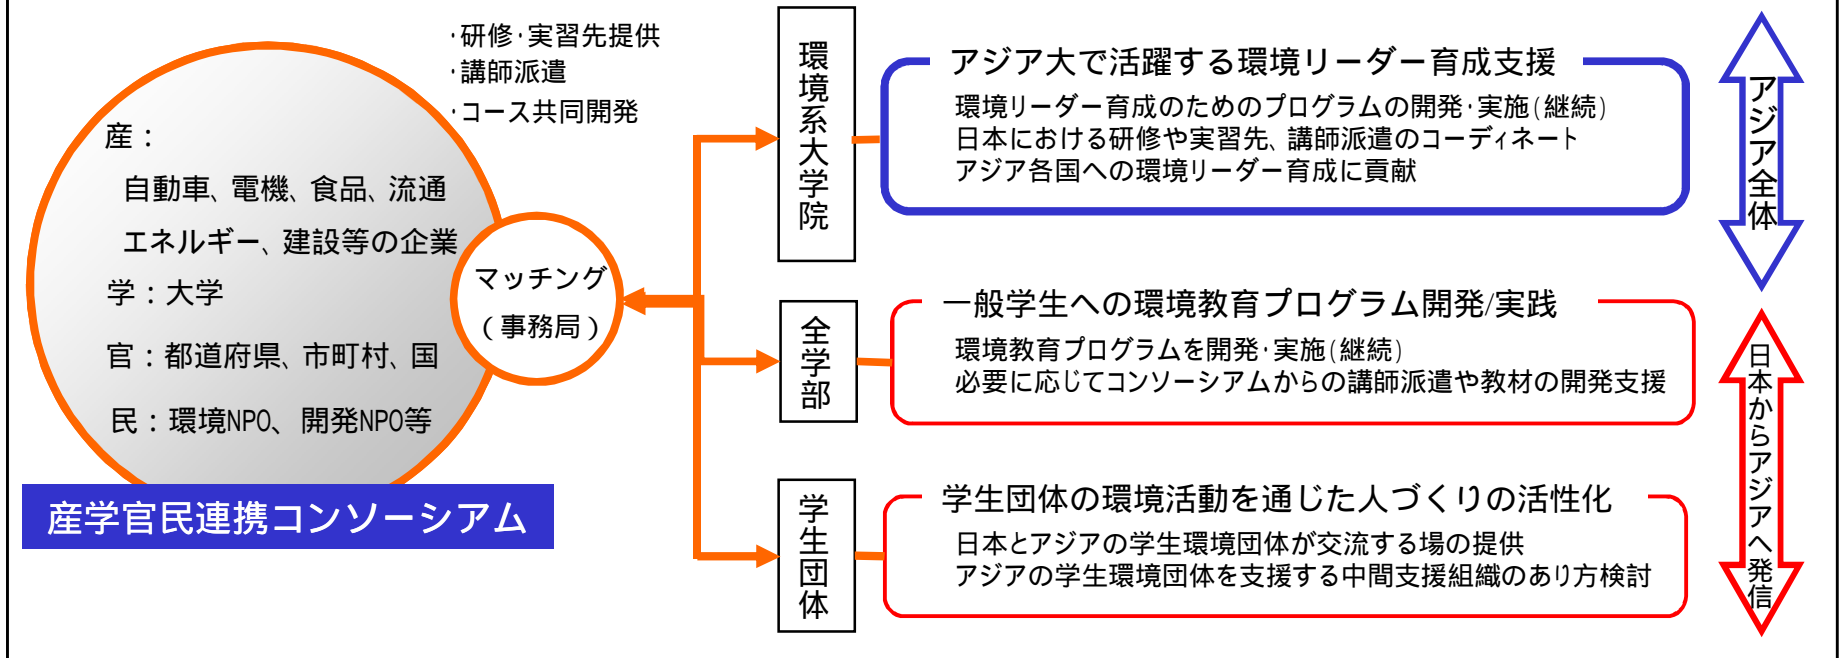 ･研修･実習先提供
･講師派遣
･コース共同開発
産：
自動車、電機、食品、流通
エネルギー、建設等の企業
学：大学
官：都道府県、市町村、国
民：環境NPO、開発NPO等
産学官民連携コンソーシアム
マッチング
（事務局）
環境系大学院
アジア大で活躍する環境リーダー育成支援
環境リーダー育成のためのプログラムの開発･実施(継続)
日本における研修や実習先、講師派遣のコーディネート
アジア各国への環境リーダー育成に貢献
全学部
一般学生への環境教育プログラム開発/実践
環境教育プログラムを開発･実施(継続)
必要に応じてコンソーシアムからの講師派遣や教材の開発支援
学生団体
学生団体の環境活動を通じた人づくりの活性化
日本とアジアの学生環境団体が交流する場の提供
アジアの学生環境団体を支援する中間支援組織のあり方検討
アジア全体
日本からアジアへ発信